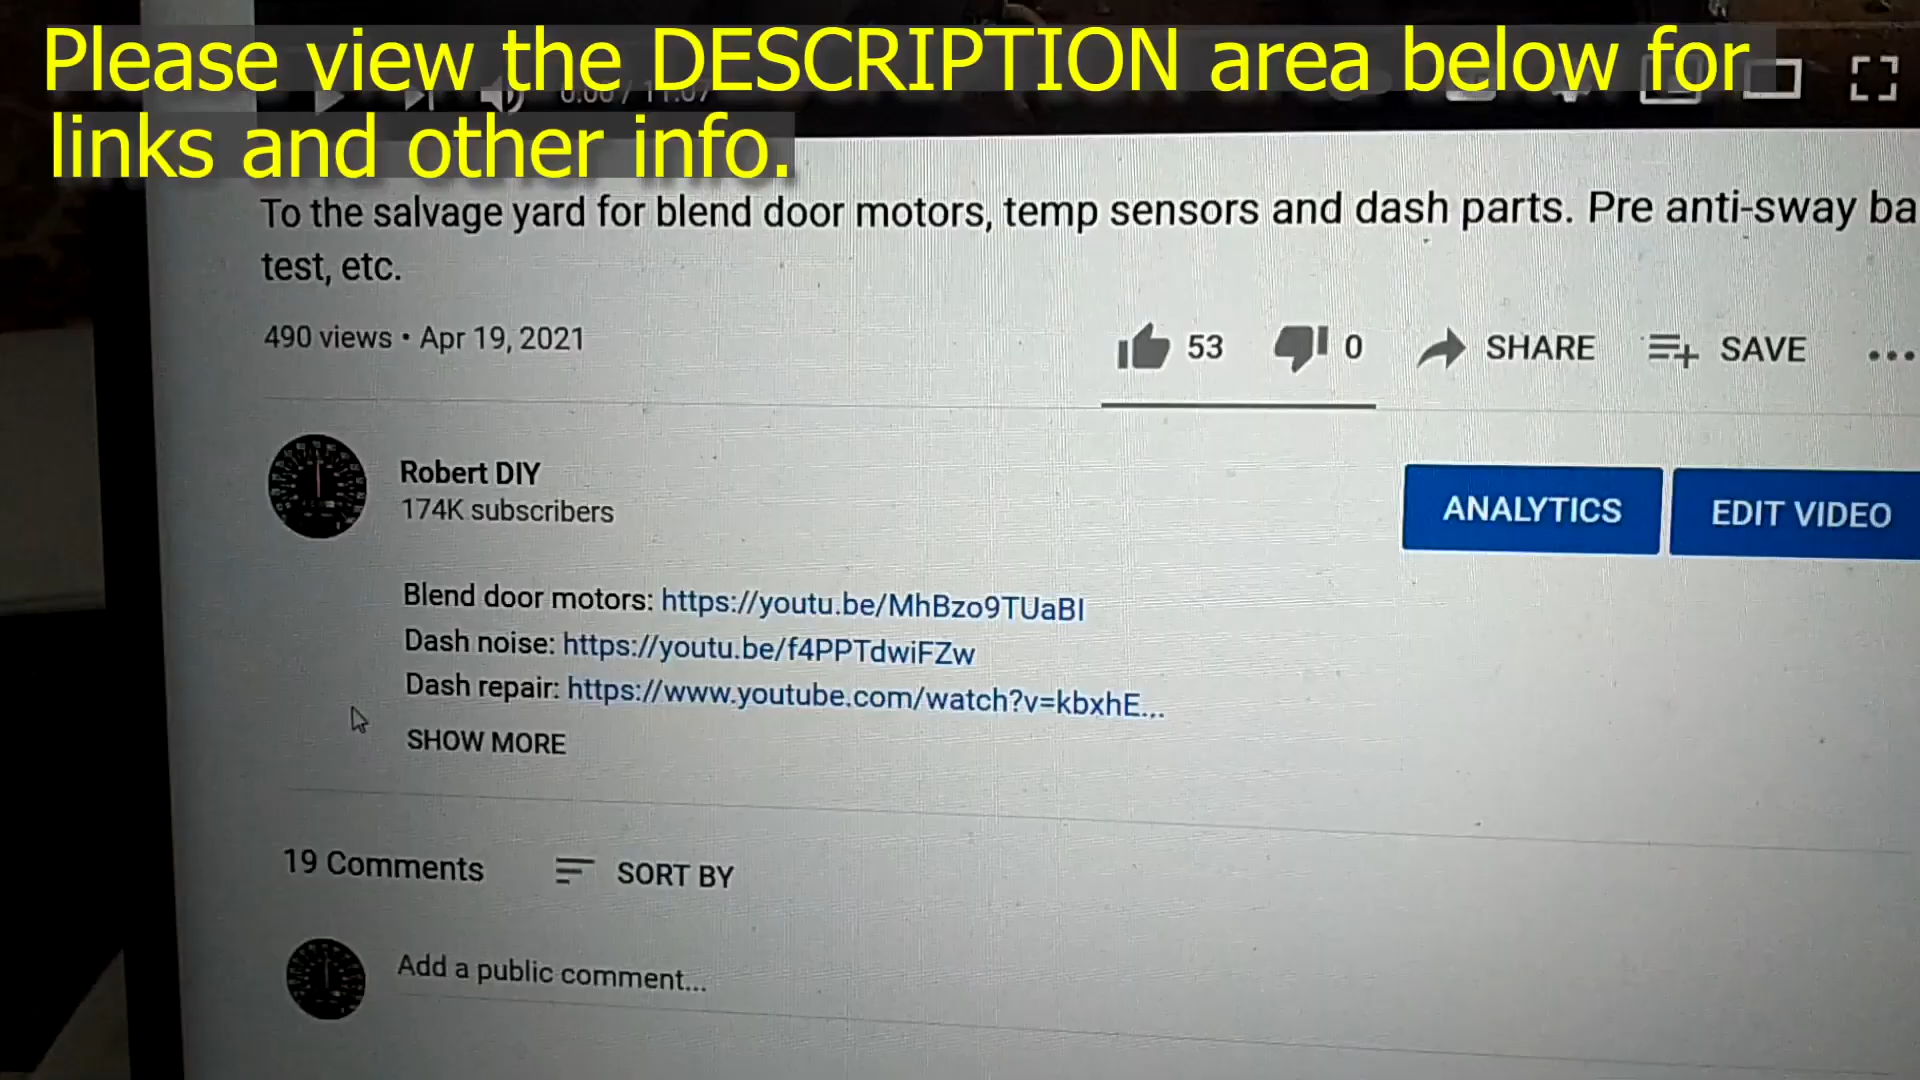 Please view the DESCRIPTION area below for
links and other info.
0:00 / 11:07
To the salvage yard for blend door motors, temp sensors and dash parts. Pre anti-sway ba
test, etc.
490 views • Apr 19, 2021
53 0 SHARE SAVE
Robert DIY
174K subscribers
ANALYTICS EDIT VIDEO
Blend door motors: https://youtu.be/MhBzo9TUaBI
Dash noise: https://youtu.be/f4PPTdwiFZw
Dash repair: https://www.youtube.com/watch?v=kbxhE...
SHOW MORE
19 Comments SORT BY
Add a public comment...